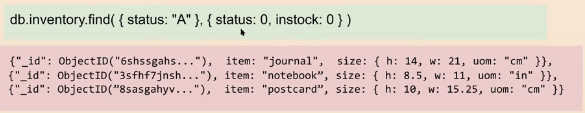 db.inventory.find( { status: "A" }, { status: 0, instock: 0 } )
{"_id": ObjectID("6shssgahs..."), item: "journal", size: { h: 14, w: 21, uom: "cm" }},
{"_id": ObjectID("3sfhf7jnsh..."), item: "notebook”, size: { h: 8.5, w: 11, uom: "in" }},
{"_id": ObjectID(”8sasgahyv..."), item: "postcard”, size: { h: 10, w: 15.25, uom: "cm" }}